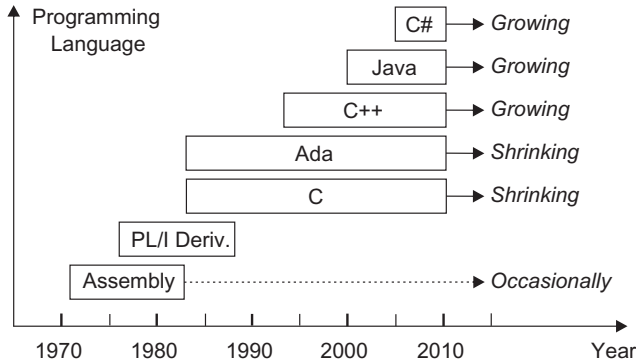 Programming
Language
C# Growing
Java Growing
C++ Growing
Ada Shrinking
C Shrinking
PL/I Deriv.
Assembly Occasionally
1970 1980 1990 2000 2010 Year